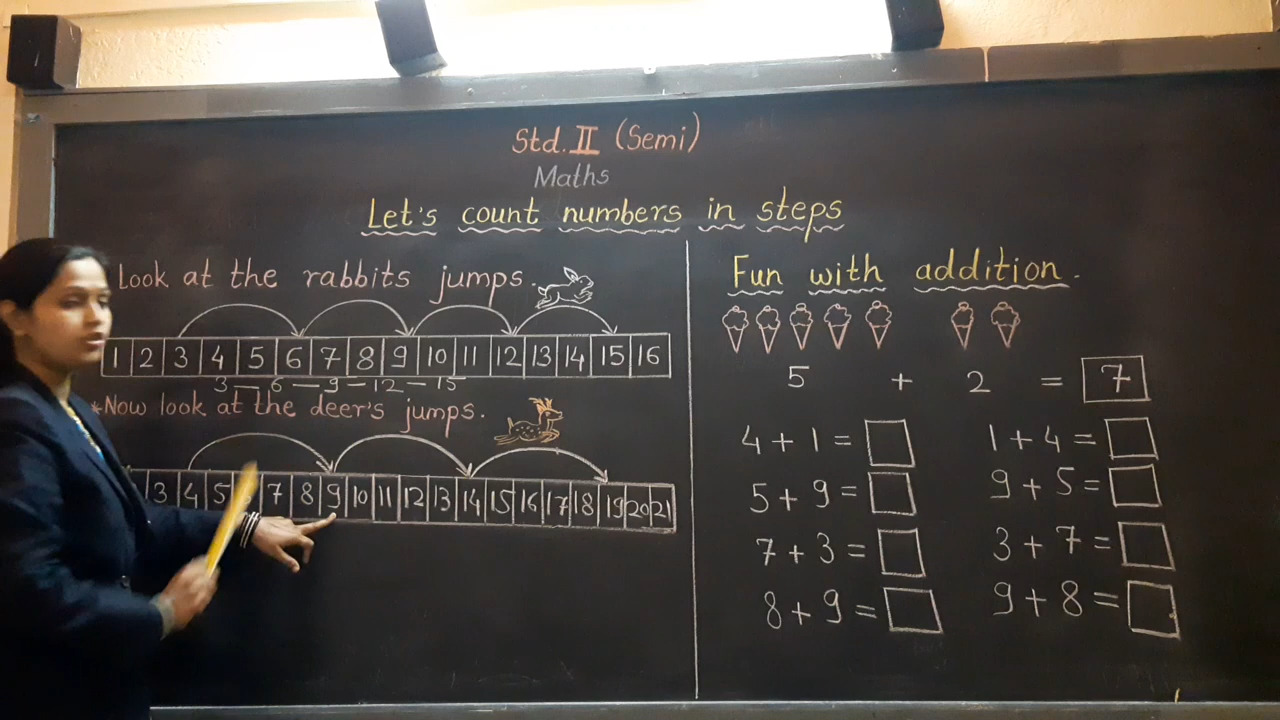 Std. II (Semi)
Maths
Let's count numbers in steps
Look at the rabbits jumps.
1 2 3 4 5 6 7 8 9 10 11 12 13 14 15 16
3 — 6 — 9 — 12 — 15
*Now look at the deer's jumps.
3 4 5 7 8 9 10 11 12 13 14 15 16 17 18 19 20 21
Fun with addition.
5 + 2 = 7
4 + 1 =
1 + 4 =
5 + 9 =
9 + 5 =
7 + 3 =
3 + 7 =
8 + 9 =
9 + 8 =